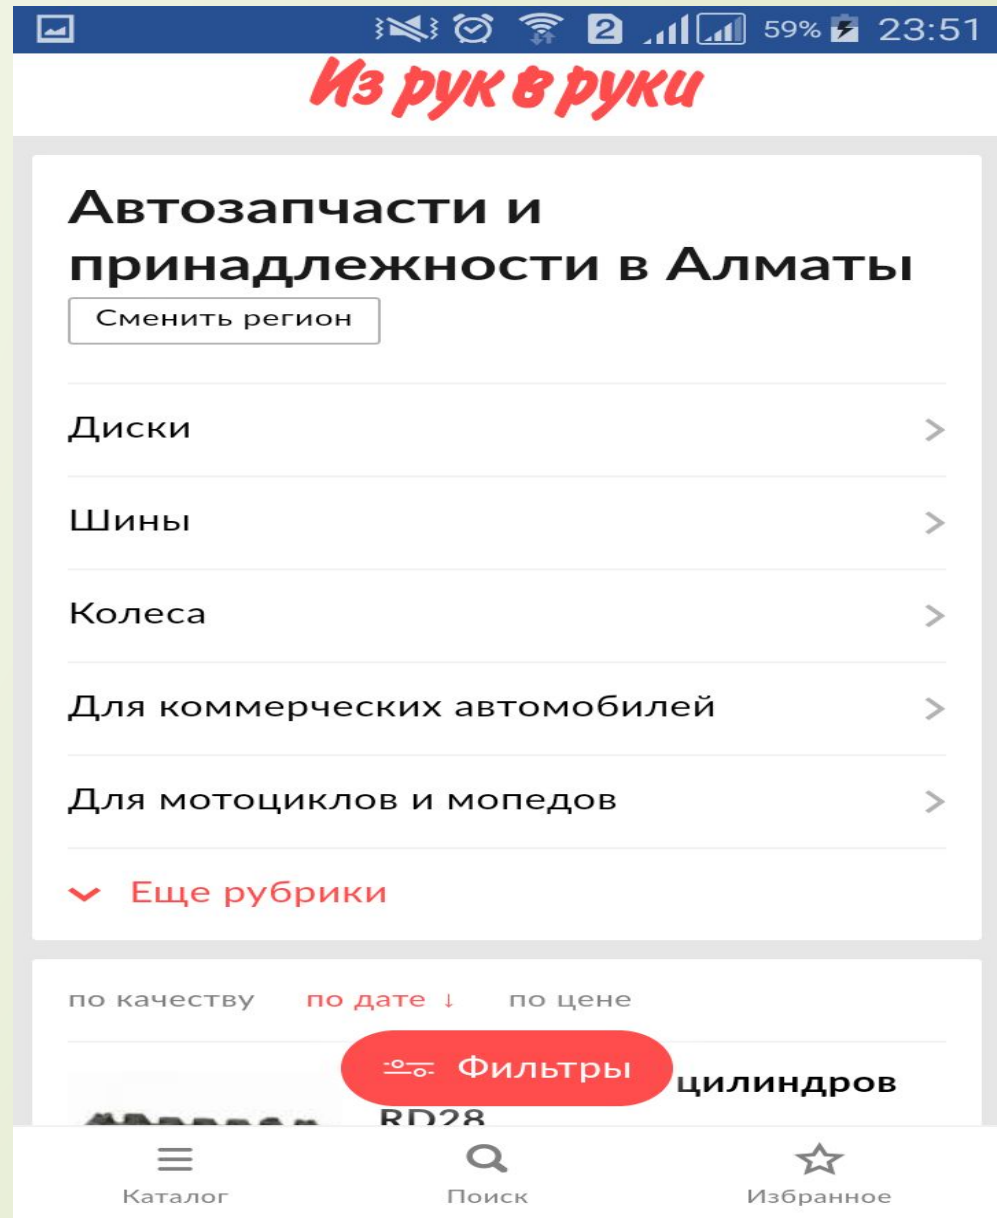 2 59% 23:51
Из рук в руки
Автозапчасти и
принадлежности в Алматы
Сменить регион
Диски
Шины
Колеса
Для коммерческих автомобилей
Для мотоциклов и мопедов
Еще рубрики
по качеству по дате ↓ по цене
Фильтры
цилиндров
RD28
Каталог Поиск Избранное